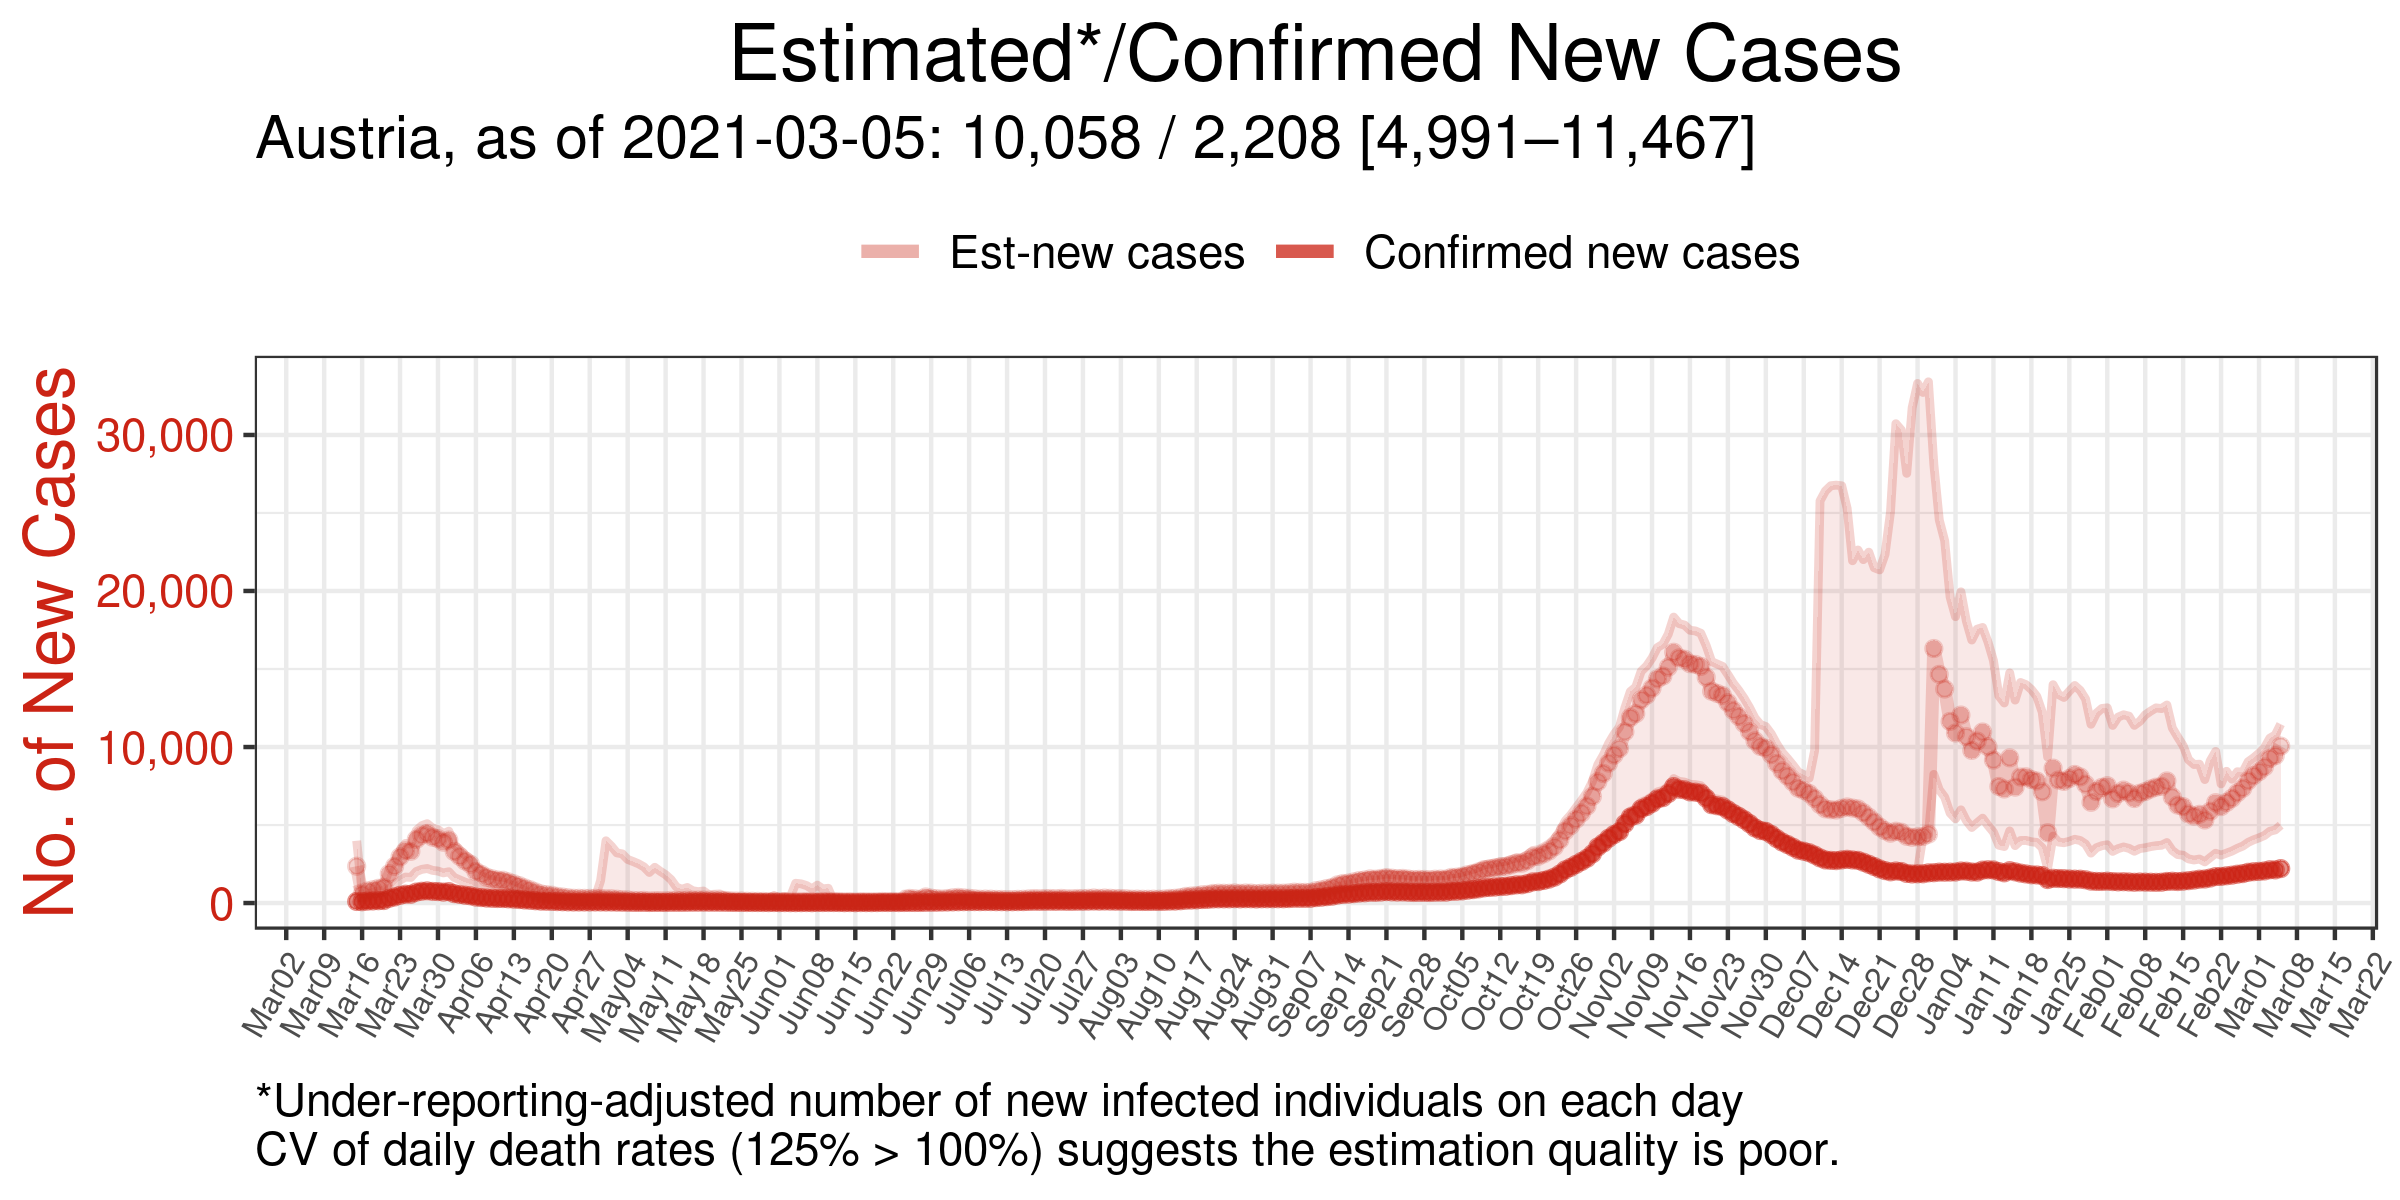 Estimated*/Confirmed New Cases
Austria, as of 2021-03-05: 10,058 / 2,208 [4,991–11,467]
Est-new cases Confirmed new cases
No. of New Cases
30,000
20,000
10,000
0
Mar02 Mar09 Mar16 Mar23 Mar30 Apr06 Apr13 Apr20 Apr27 May04 May11 May18 May25 Jun01 Jun08 Jun15 Jun22 Jun29 Jul06 Jul13 Jul20 Jul27 Aug03 Aug10 Aug17 Aug24 Aug31 Sep07 Sep14 Sep21 Sep28 Oct05 Oct12 Oct19 Oct26 Nov02 Nov09 Nov16 Nov23 Nov30 Dec07 Dec14 Dec21 Dec28 Jan04 Jan11 Jan18 Jan25 Feb01 Feb08 Feb15 Feb22 Mar01 Mar08 Mar15 Mar22
*Under-reporting-adjusted number of new infected individuals on each day
CV of daily death rates (125% > 100%) suggests the estimation quality is poor.